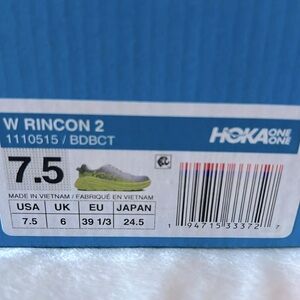 W RINCON 2
1110515 / BDBCT
HOKA ONE ONE
7.5
MADE IN VIETNAM / FABRIQUÉ EN VIETNAM
USA UK EU JAPAN
7.5 6 39 1/3 24.5
1 94715 33372 7